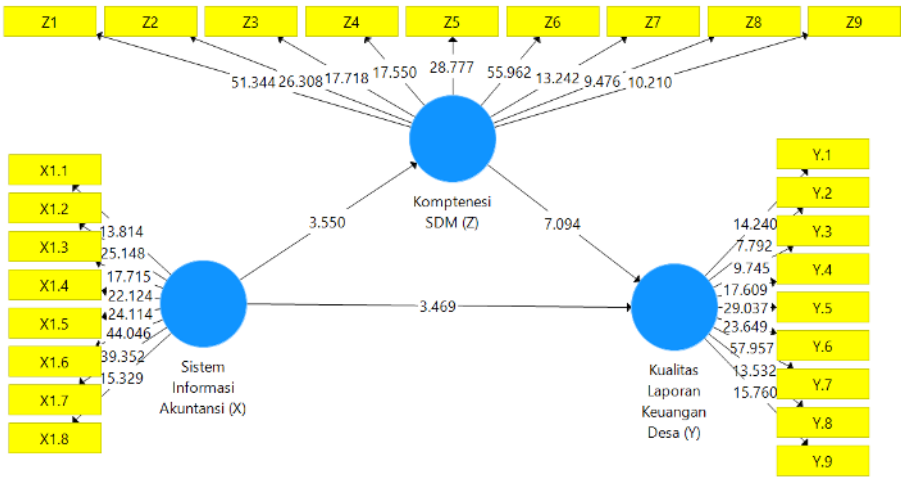 Z1 Z2 Z3 Z4 Z5 Z6 Z7 Z8 Z9
51.344 26.308 17.718 17.550 28.777 55.962 13.242 9.476 10.210
Komptenesi
SDM (Z)
3.550
7.094
3.469
X1.1
X1.2
X1.3
X1.4
X1.5
X1.6
X1.7
X1.8
13.814
25.148
17.715
22.124
24.114
44.046
39.352
15.329
Sistem
Informasi
Akuntansi (X)
Kualitas
Laporan
Keuangan
Desa (Y)
14.240
7.792
9.745
17.609
29.037
23.649
57.957
13.532
15.760
Y.1
Y.2
Y.3
Y.4
Y.5
Y.6
Y.7
Y.8
Y.9